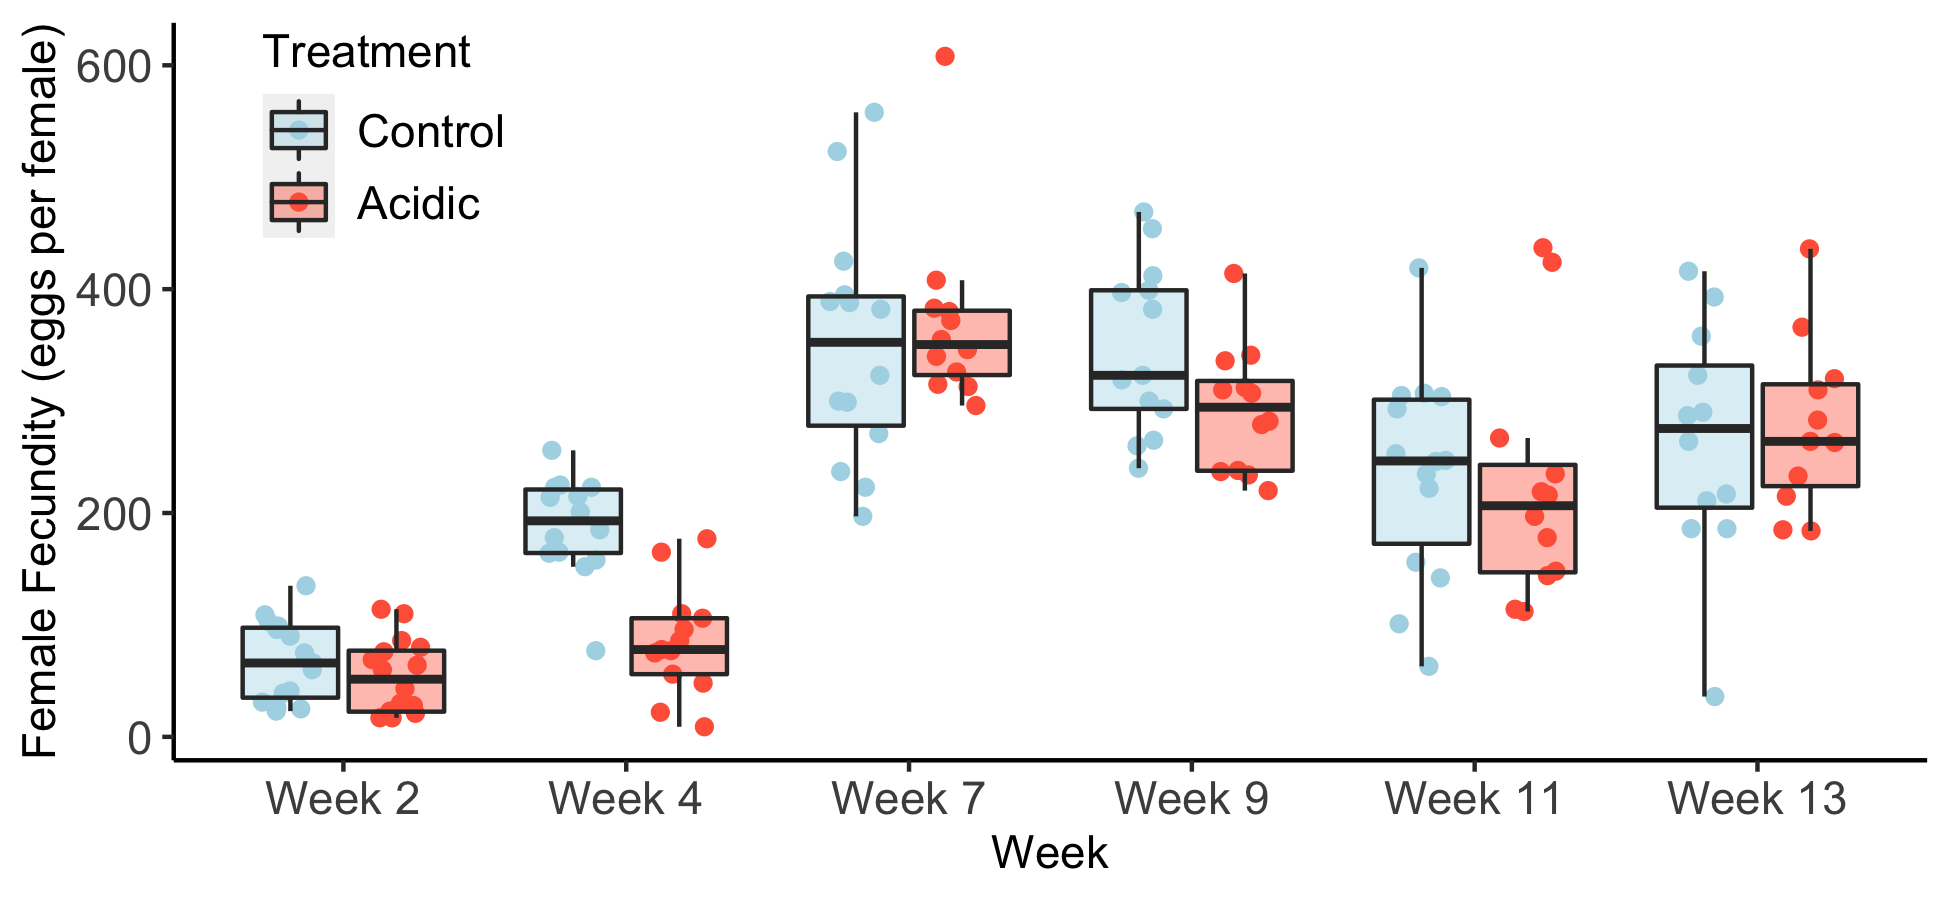 Female Fecundity (eggs per female)
600
400
200
0
Treatment
Control
Acidic
Week 2 Week 4 Week 7 Week 9 Week 11 Week 13
Week